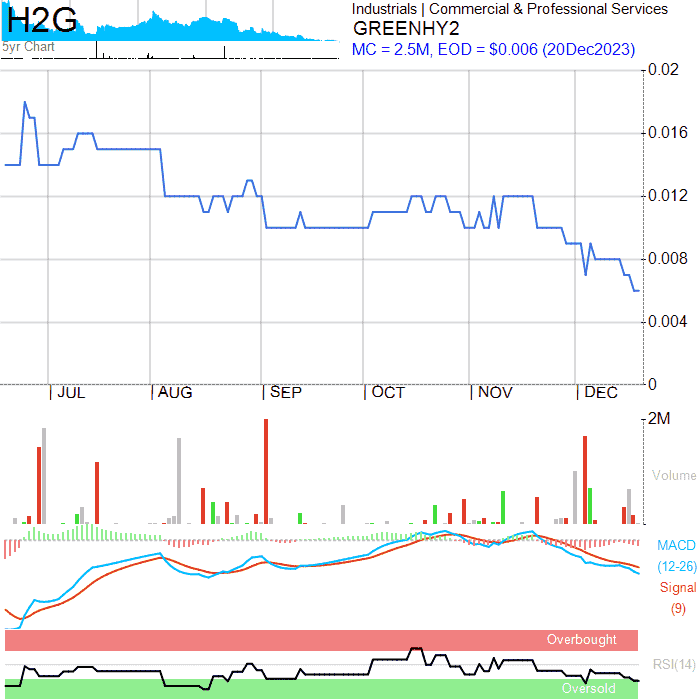 H2G
5yr Chart
Industrials | Commercial & Professional Services
GREENHY2
MC = 2.5M, EOD = $0.006 (20Dec2023)
0.02
0.016
0.012
0.008
0.004
0
JUL AUG SEP OCT NOV DEC
2M
Volume
MACD
(12-26)
Signal
(9)
Overbought
RSI(14)
Oversold